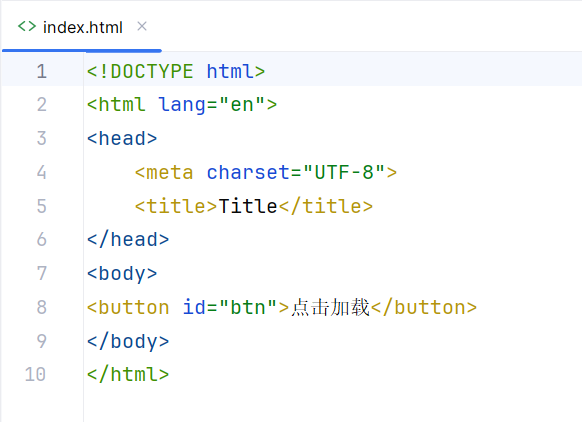 index.html
1 <!DOCTYPE html>
2 <html lang="en">
3 <head>
4     <meta charset="UTF-8">
5     <title>Title</title>
6 </head>
7 <body>
8 <button id="btn">点击加载</button>
9 </body>
10 </html>